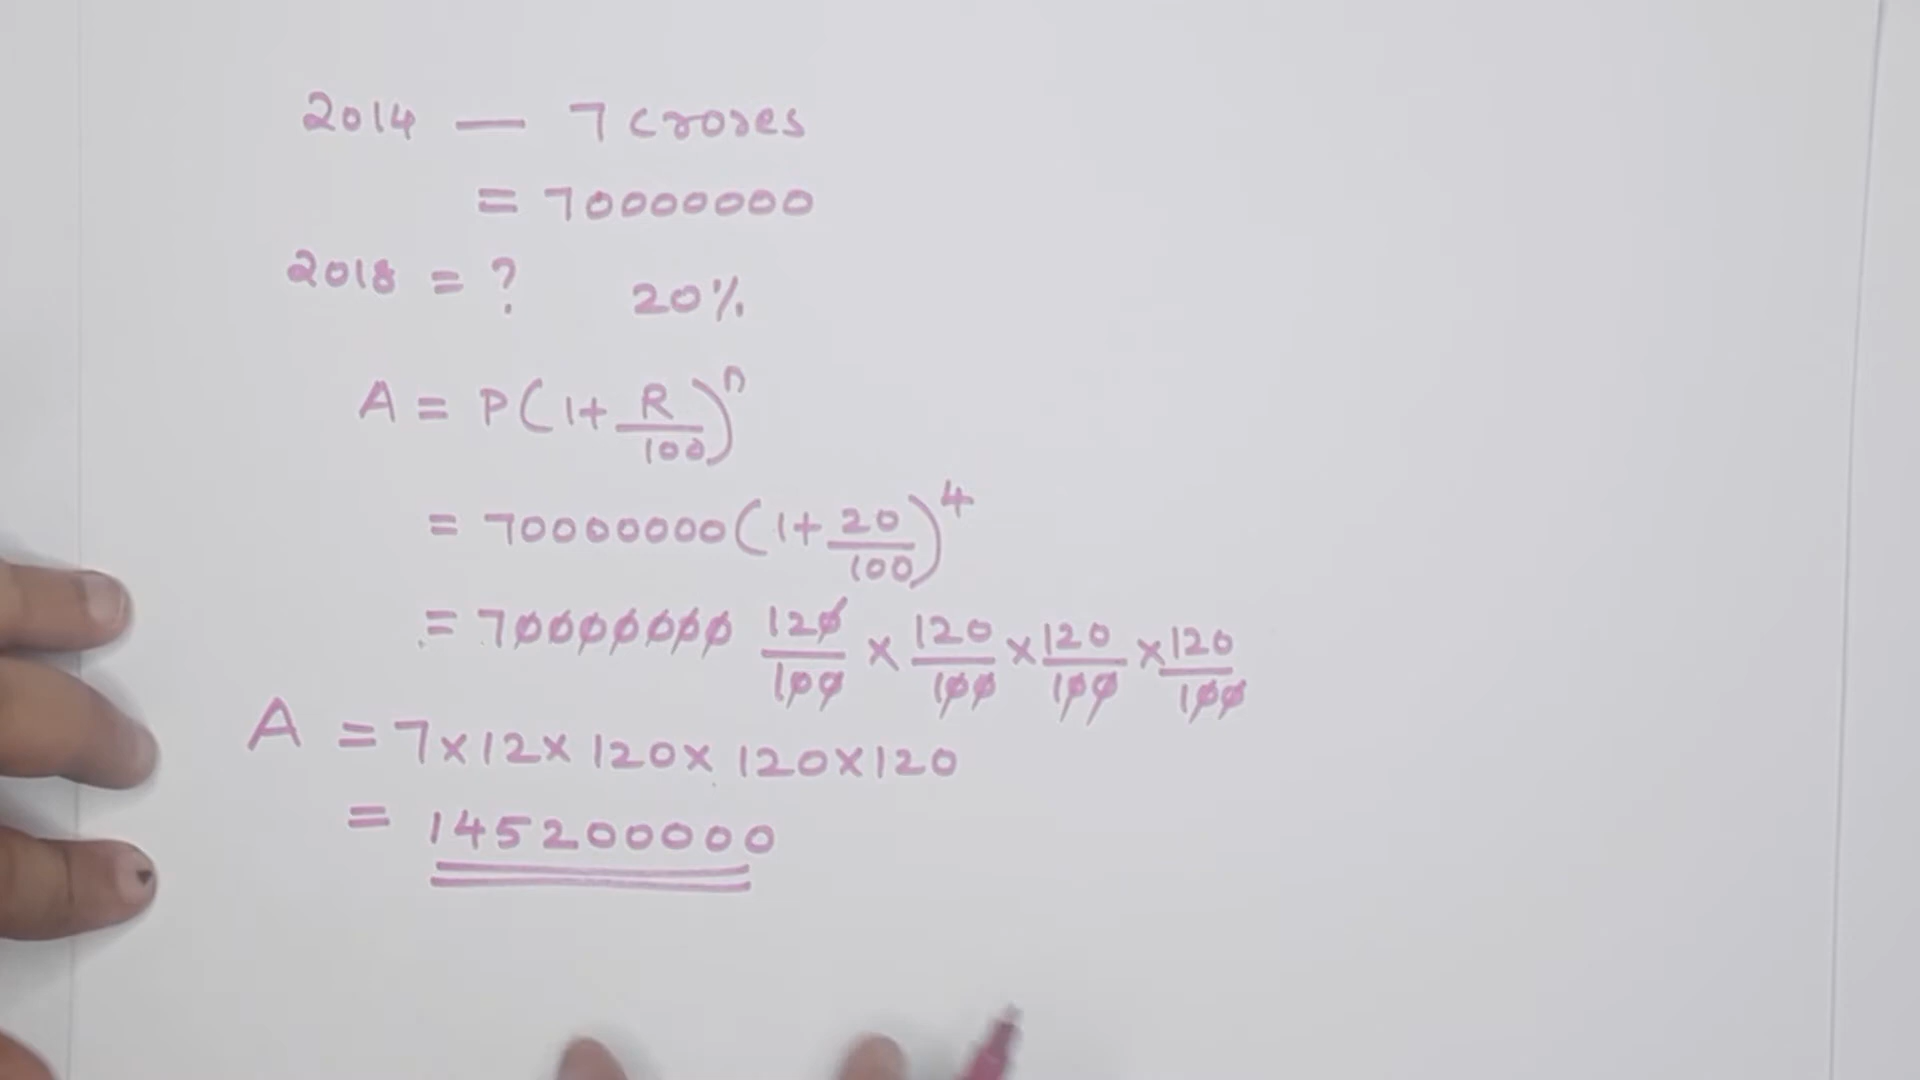 2014 — 7 crores
= 70000000
2018 = ? 20%
A = P(1+R/100)^n
= 70000000(1+20/100)^4
= 70000000 120/100 × 120/100 × 120/100 × 120/100
A = 7×12×120×120×120
= 145200000